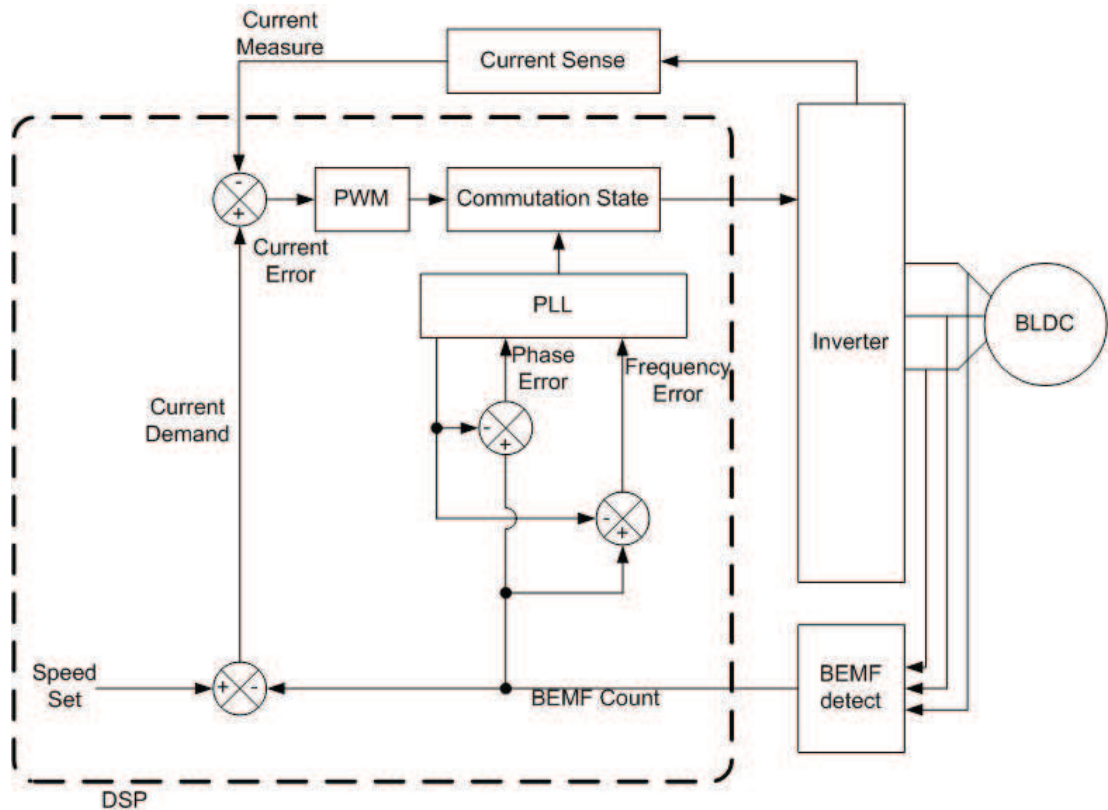 Current
Measure
Current Sense
-
+
PWM
Commutation State
Current
Error
PLL
Inverter
BLDC
Phase
Error
Frequency
Error
Current
Demand
-
+
-
+
Speed
Set
+
-
BEMF Count
BEMF
detect
DSP